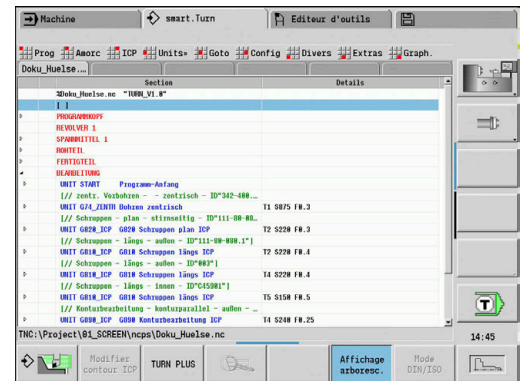 Machine
smart.Turn
Editeur d'outils
Prog Amorc ICP Units» Goto Config Divers Extras Graph.
Doku_Huelse....
Section Details
%Doku_Huelse.nc "TURN_V1.0"
[ ]
PROGRAMMKOPF
REVOLVER 1
SPANNMITTEL 1
ROHTEIL
FERTIGTEIL
BEARBEITUNG
UNIT START Programm-Anfang
[// zentr. Vorbohren - - zentrisch - ID"342-400....
UNIT G74_ZENTR Bohren zentrisch T1 S875 F0.3
[// Schruppen - plan - stirnseitig - ID"111-80-08...
UNIT G820_ICP G820 Schruppen plan ICP T2 S220 F0.3
[// Schruppen - längs - außen - ID"111-80-080.1"]
UNIT G810_ICP G810 Schruppen längs ICP T2 S220 F0.4
[// Schruppen - längs - außen - ID"003"]
UNIT G810_ICP G810 Schruppen längs ICP T4 S220 F0.4
[// Schruppen - längs - innen - ID"C45901"]
UNIT G810_ICP G810 Schruppen längs ICP T5 S150 F0.5
[// Konturbearbeitung - konturparallel - außen - ...
UNIT G890_ICP G890 Konturbearbeitung ICP T4 S240 F0.25
TNC:\Project\01_SCREEN\ncps\Doku_Huelse.nc
14:45
T
Modifier contour ICP
TURN PLUS
Affichage arboresc.
Mode DIN/ISO